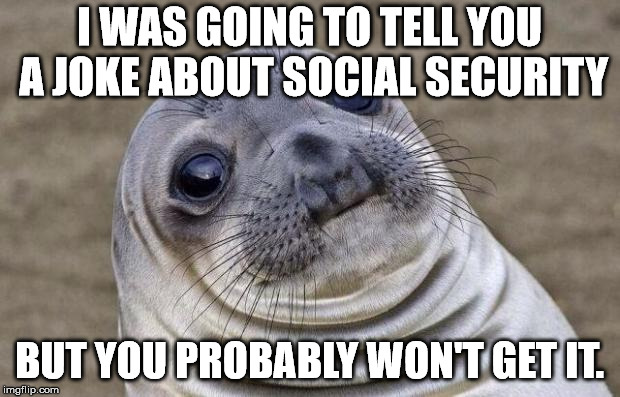 I WAS GOING TO TELL YOU
A JOKE ABOUT SOCIAL SECURITY
BUT YOU PROBABLY WON'T GET IT.
imgflip.com